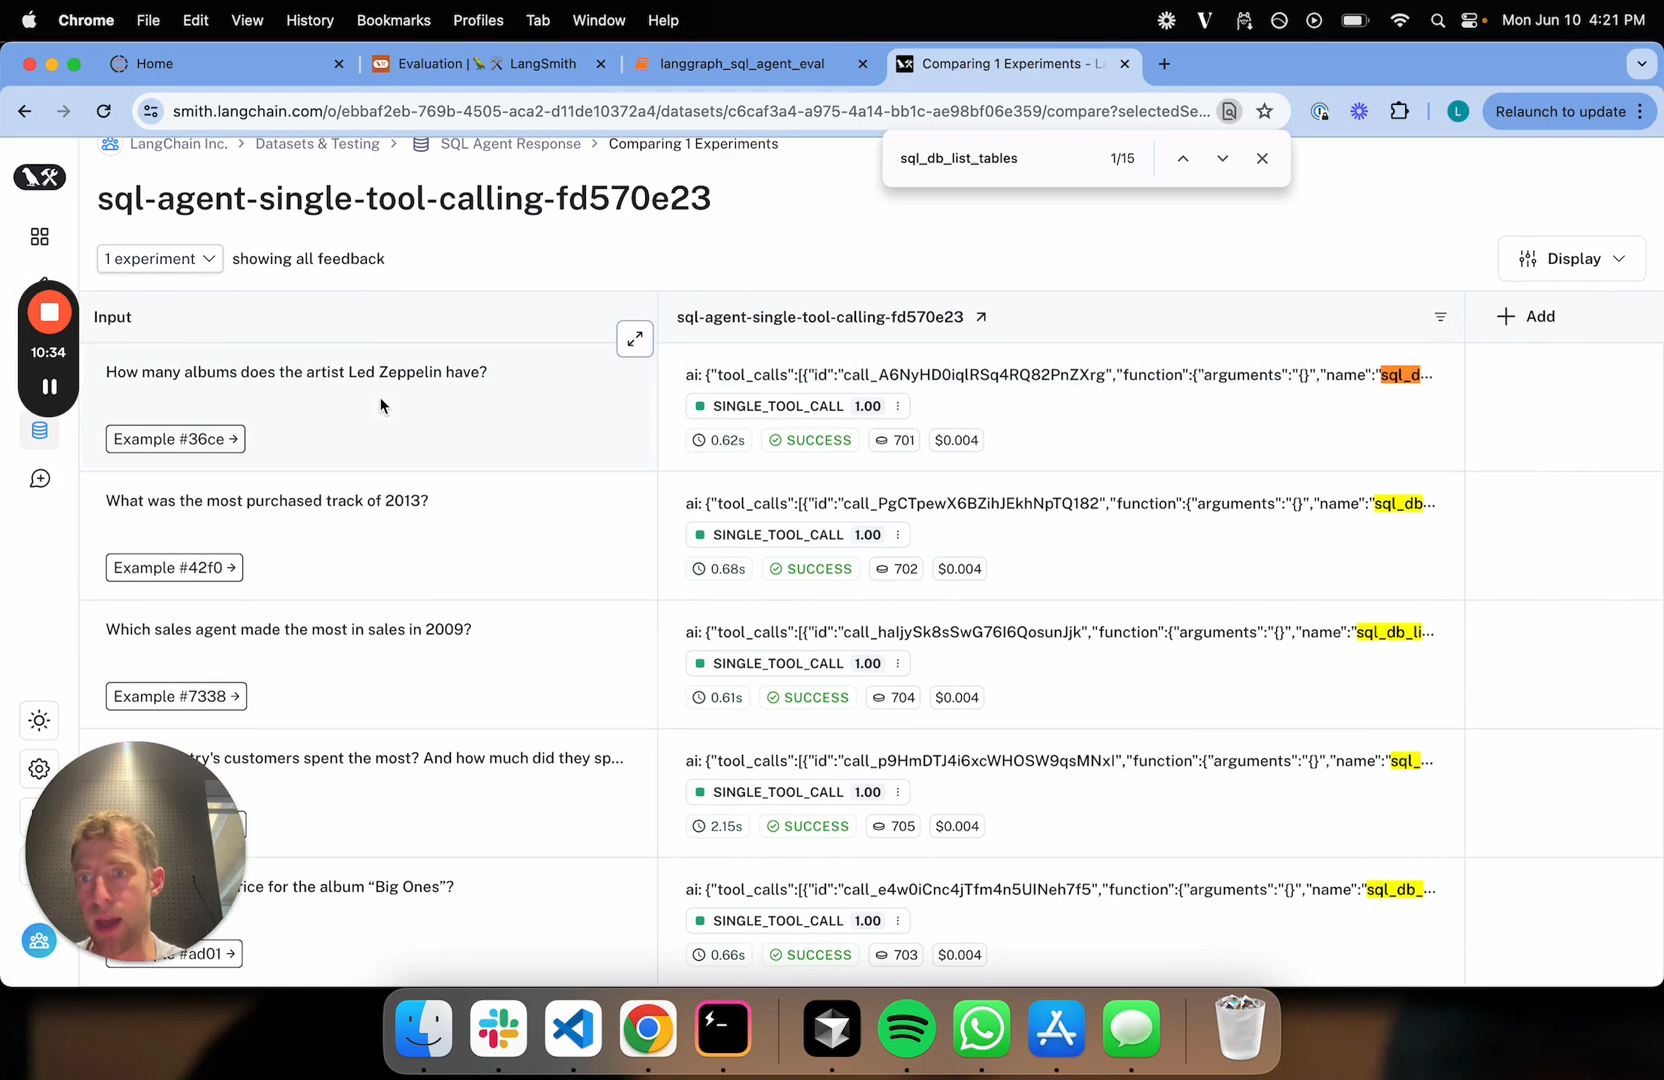 Chrome File Edit View History Bookmarks Profiles Tab Window Help
Mon Jun 10 4:21 PM
Home
Evaluation | LangSmith
langgraph_sql_agent_eval
Comparing 1 Experiments - La
smith.langchain.com/o/ebbaf2eb-769b-4505-aca2-d11de10372a4/datasets/c6caf3a4-a975-4a14-bb1c-ae98bf06e359/compare?selectedSe...
L
Relaunch to update
LangChain Inc. > Datasets & Testing > SQL Agent Response > Comparing 1 Experiments
sql_db_list_tables 1/15
sql-agent-single-tool-calling-fd570e23
1 experiment showing all feedback
Display
Input
sql-agent-single-tool-calling-fd570e23
Add
10:34
How many albums does the artist Led Zeppelin have?
Example #36ce →
ai: {"tool_calls":[{"id":"call_A6NyHD0iqlRSq4RQ82PnZXrg","function":{"arguments":"{}","name":"sql_d...
SINGLE_TOOL_CALL 1.00
0.62s SUCCESS 701 $0.004
What was the most purchased track of 2013?
Example #42f0 →
ai: {"tool_calls":[{"id":"call_PgCTpewX6BZihJEkhNpTQ182","function":{"arguments":"{}","name":"sql_db...
SINGLE_TOOL_CALL 1.00
0.68s SUCCESS 702 $0.004
Which sales agent made the most in sales in 2009?
Example #7338 →
ai: {"tool_calls":[{"id":"call_haIjySk8sSwG76I6QosunJjk","function":{"arguments":"{}","name":"sql_db_li...
SINGLE_TOOL_CALL 1.00
0.61s SUCCESS 704 $0.004
try's customers spent the most? And how much did they sp...
ai: {"tool_calls":[{"id":"call_p9HmDTJ4i6xcWHOSW9qsMNxI","function":{"arguments":"{}","name":"sql_...
SINGLE_TOOL_CALL 1.00
2.15s SUCCESS 705 $0.004
rice for the album “Big Ones”?
#ad01 →
ai: {"tool_calls":[{"id":"call_e4w0iCnc4jTfm4n5UINeh7f5","function":{"arguments":"{}","name":"sql_db_...
SINGLE_TOOL_CALL 1.00
0.66s SUCCESS 703 $0.004